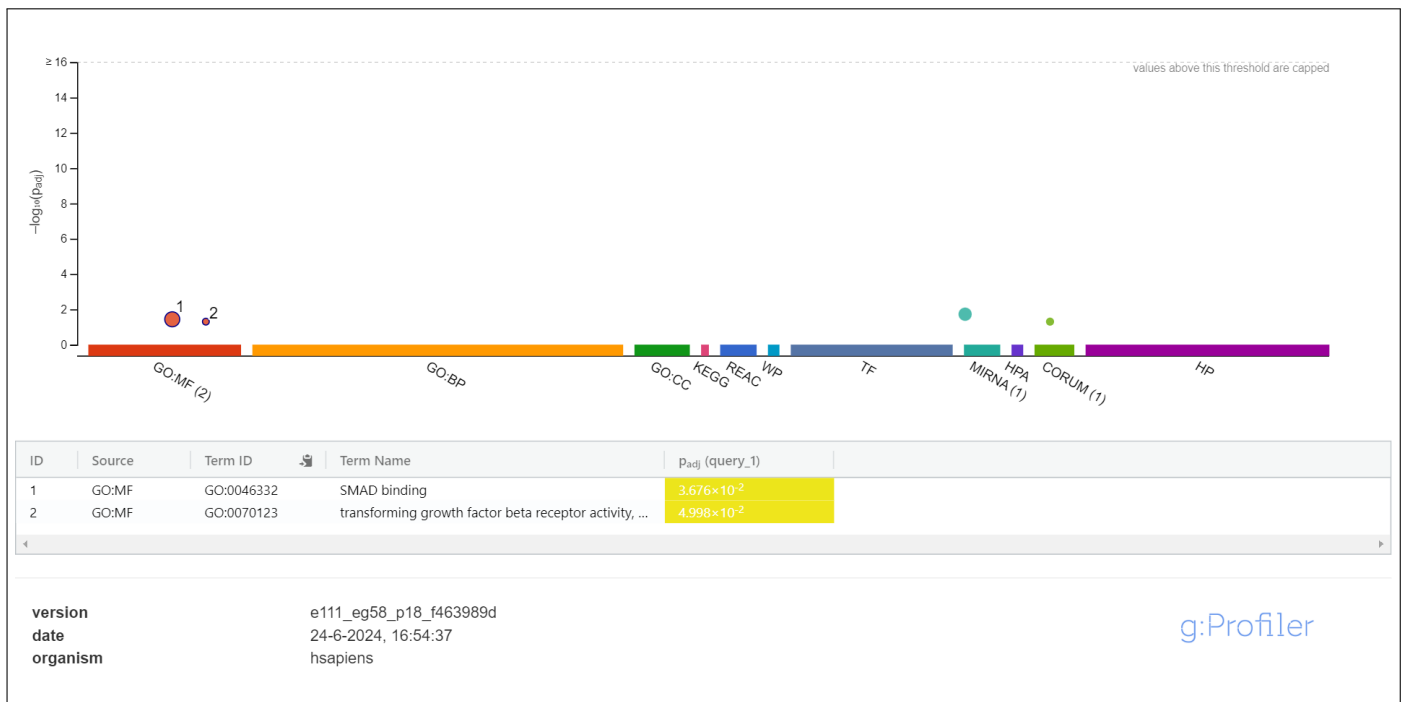 ≥ 16
values above this threshold are capped
14
12
10
8
6
4
2
0
–log₁₀(p_adj)
1
2
GO:MF (2)
GO:BP
GO:CC
KEGG
REAC
WP
TF
MIRNA (1)
HPA
CORUM (1)
HP
ID Source Term ID Term Name p_adj (query_1)
1 GO:MF GO:0046332 SMAD binding 3.676×10⁻²
2 GO:MF GO:0070123 transforming growth factor beta receptor activity, ... 4.998×10⁻²
version e111_eg58_p18_f463989d
date 24-6-2024, 16:54:37
organism hsapiens
g:Profiler